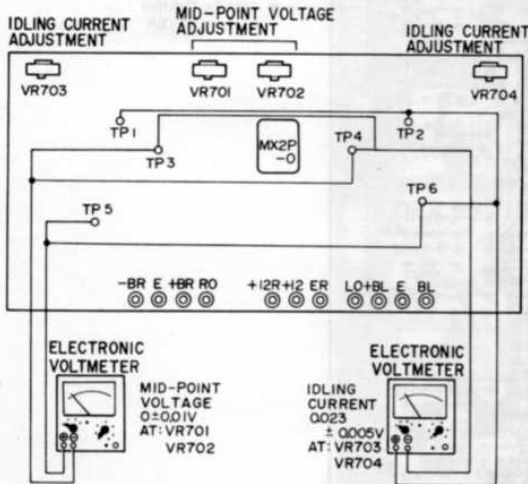 IDLING CURRENT
ADJUSTMENT
MID-POINT VOLTAGE
ADJUSTMENT
IDLING CURRENT
ADJUSTMENT
VR703
VR701
VR702
VR704
TP1
TP2
TP3
MX2P
-O
TP4
TP5
TP6
-BR E +BR RO
+12R +12 ER
LO +BL E BL
ELECTRONIC
VOLTMETER
MID-POINT
VOLTAGE
0±0.01V
AT: VR701
VR702
ELECTRONIC
VOLTMETER
IDLING
CURRENT
0.023
± 0.005V
AT: VR703
VR704